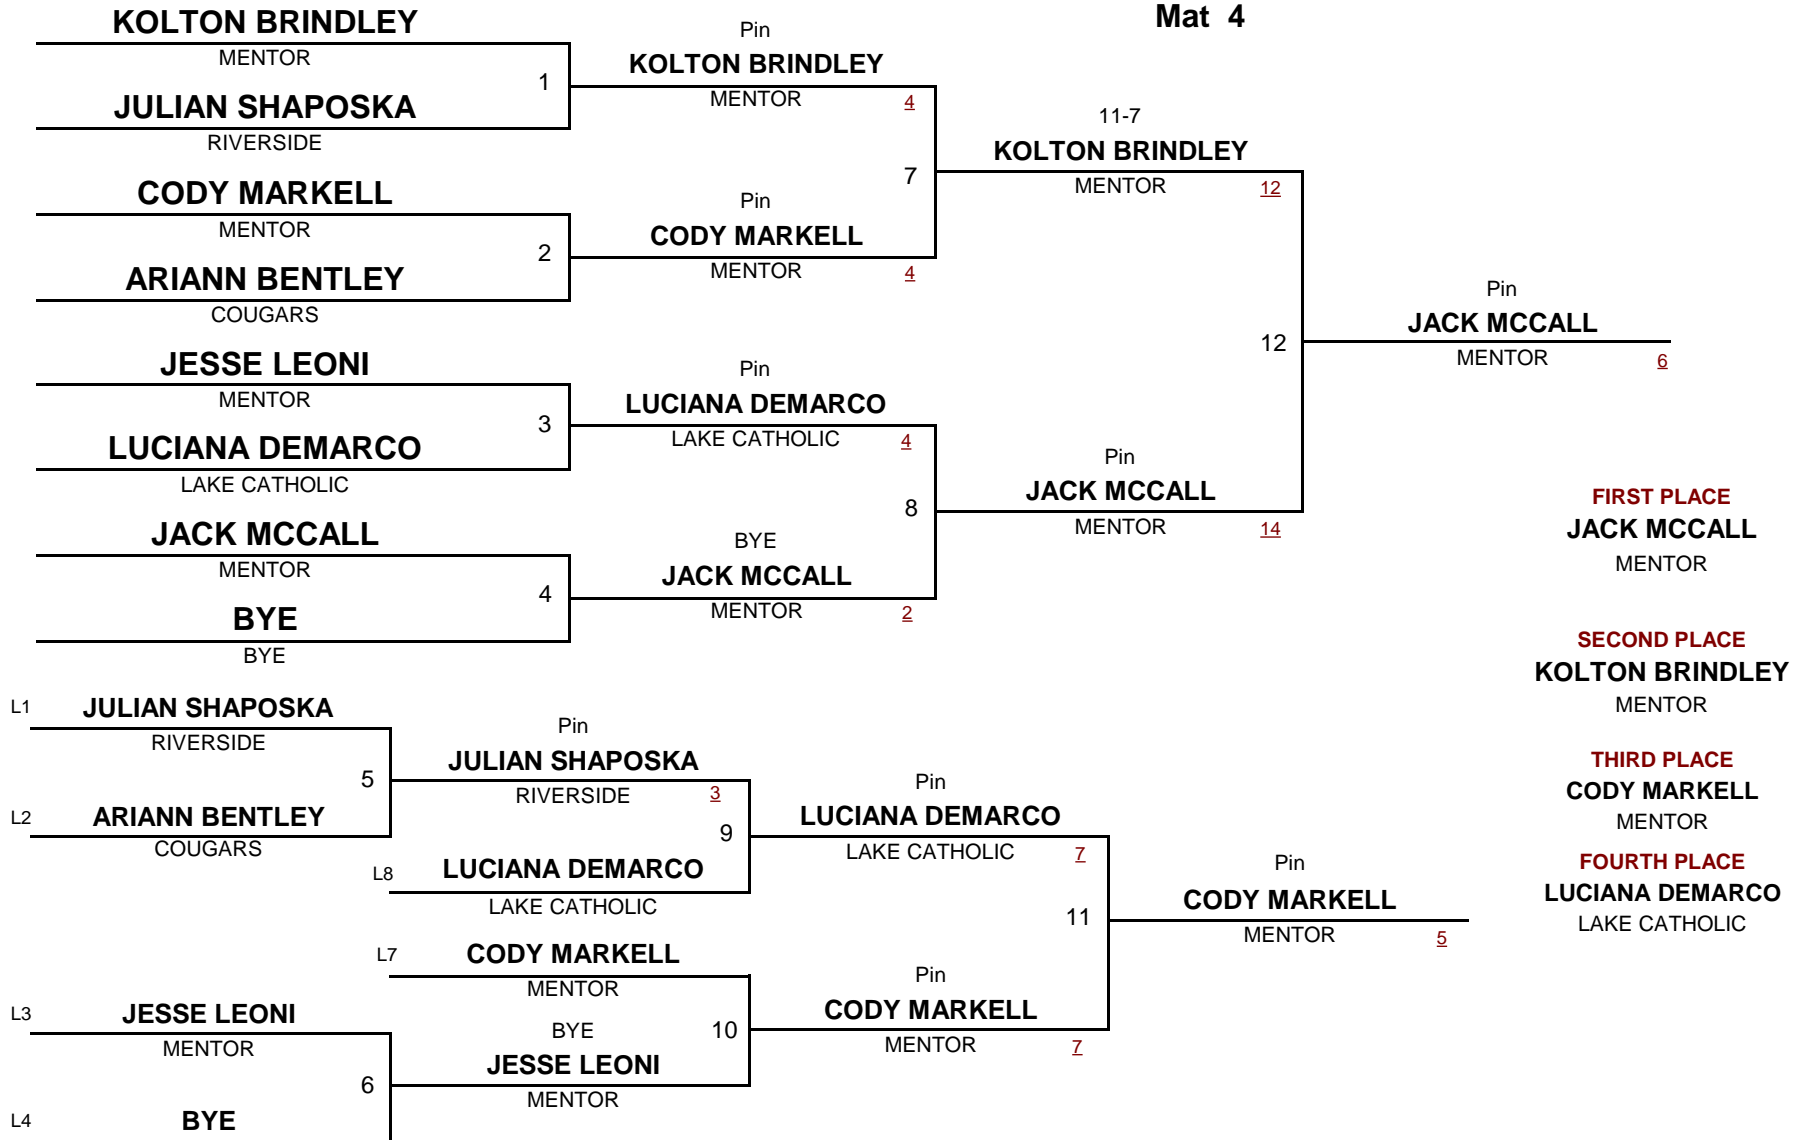 Mat 4
KOLTON BRINDLEY
MENTOR
1
JULIAN SHAPOSKA
RIVERSIDE
CODY MARKELL
MENTOR
2
ARIANN BENTLEY
COUGARS
JESSE LEONI
MENTOR
3
LUCIANA DEMARCO
LAKE CATHOLIC
JACK MCCALL
MENTOR
4
BYE
BYE
Pin
KOLTON BRINDLEY
MENTOR 4
7
Pin
CODY MARKELL
MENTOR 4
Pin
LUCIANA DEMARCO
LAKE CATHOLIC 4
8
BYE
JACK MCCALL
MENTOR 2
11-7
KOLTON BRINDLEY
MENTOR 12
12
Pin
JACK MCCALL
MENTOR 14
Pin
JACK MCCALL
MENTOR 6
FIRST PLACE
JACK MCCALL
MENTOR
SECOND PLACE
KOLTON BRINDLEY
MENTOR
THIRD PLACE
CODY MARKELL
MENTOR
FOURTH PLACE
LUCIANA DEMARCO
LAKE CATHOLIC
L1 JULIAN SHAPOSKA
RIVERSIDE
5
L2 ARIANN BENTLEY
COUGARS
L3 JESSE LEONI
MENTOR
6
L4 BYE
Pin
JULIAN SHAPOSKA
RIVERSIDE 3
9
L8 LUCIANA DEMARCO
LAKE CATHOLIC
L7 CODY MARKELL
MENTOR
10
BYE
JESSE LEONI
MENTOR
Pin
LUCIANA DEMARCO
LAKE CATHOLIC 7
11
Pin
CODY MARKELL
MENTOR 7
Pin
CODY MARKELL
MENTOR 5